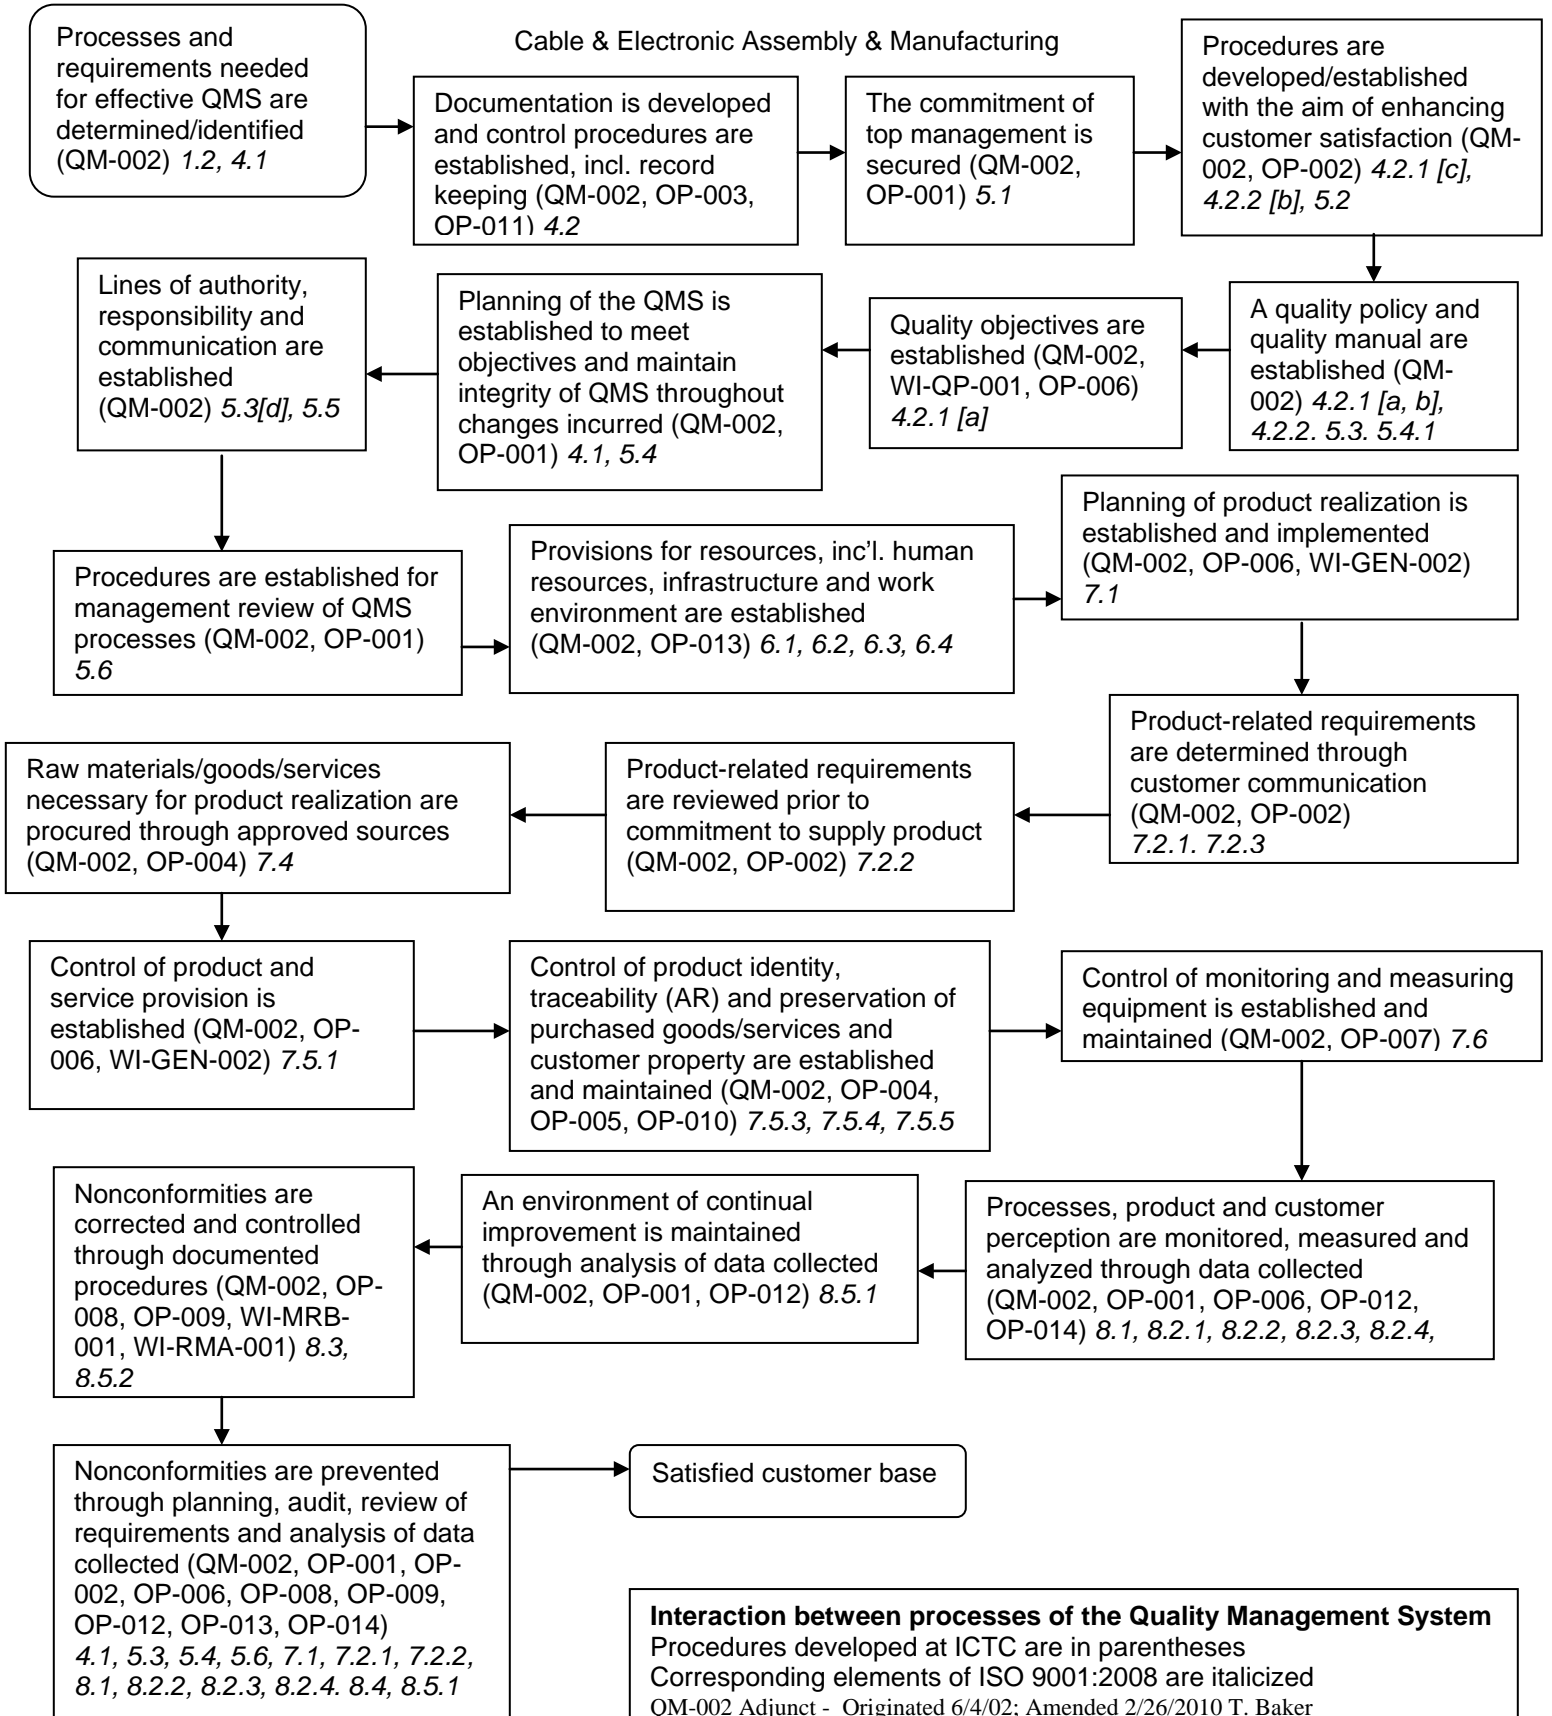 Processes and
requirements needed
for effective QMS are
determined/identified
(QM-002) 1.2, 4.1
Cable & Electronic Assembly & Manufacturing
Documentation is developed
and control procedures are
established, incl. record
keeping (QM-002, OP-003,
OP-011) 4.2
The commitment of
top management is
secured (QM-002,
OP-001) 5.1
Procedures are
developed/established
with the aim of enhancing
customer satisfaction (QM-
002, OP-002) 4.2.1 [c],
4.2.2 [b], 5.2
A quality policy and
quality manual are
established (QM-
002) 4.2.1 [a, b],
4.2.2. 5.3. 5.4.1
Quality objectives are
established (QM-002,
WI-QP-001, OP-006)
4.2.1 [a]
Planning of the QMS is
established to meet
objectives and maintain
integrity of QMS throughout
changes incurred (QM-002,
OP-001) 4.1, 5.4
Lines of authority,
responsibility and
communication are
established
(QM-002) 5.3[d], 5.5
Procedures are established for
management review of QMS
processes (QM-002, OP-001)
5.6
Provisions for resources, inc'l. human
resources, infrastructure and work
environment are established
(QM-002, OP-013) 6.1, 6.2, 6.3, 6.4
Planning of product realization is
established and implemented
(QM-002, OP-006, WI-GEN-002)
7.1
Product-related requirements
are determined through
customer communication
(QM-002, OP-002)
7.2.1. 7.2.3
Product-related requirements
are reviewed prior to
commitment to supply product
(QM-002, OP-002) 7.2.2
Raw materials/goods/services
necessary for product realization are
procured through approved sources
(QM-002, OP-004) 7.4
Control of product and
service provision is
established (QM-002, OP-
006, WI-GEN-002) 7.5.1
Control of product identity,
traceability (AR) and preservation of
purchased goods/services and
customer property are established
and maintained (QM-002, OP-004,
OP-005, OP-010) 7.5.3, 7.5.4, 7.5.5
Control of monitoring and measuring
equipment is established and
maintained (QM-002, OP-007) 7.6
Processes, product and customer
perception are monitored, measured and
analyzed through data collected
(QM-002, OP-001, OP-006, OP-012,
OP-014) 8.1, 8.2.1, 8.2.2, 8.2.3, 8.2.4,
An environment of continual
improvement is maintained
through analysis of data collected
(QM-002, OP-001, OP-012) 8.5.1
Nonconformities are
corrected and controlled
through documented
procedures (QM-002, OP-
008, OP-009, WI-MRB-
001, WI-RMA-001) 8.3,
8.5.2
Nonconformities are prevented
through planning, audit, review of
requirements and analysis of data
collected (QM-002, OP-001, OP-
002, OP-006, OP-008, OP-009,
OP-012, OP-013, OP-014)
4.1, 5.3, 5.4, 5.6, 7.1, 7.2.1, 7.2.2,
8.1, 8.2.2, 8.2.3, 8.2.4. 8.4, 8.5.1
Satisfied customer base
Interaction between processes of the Quality Management System
Procedures developed at ICTC are in parentheses
Corresponding elements of ISO 9001:2008 are italicized
QM-002 Adjunct - Originated 6/4/02; Amended 2/26/2010 T. Baker